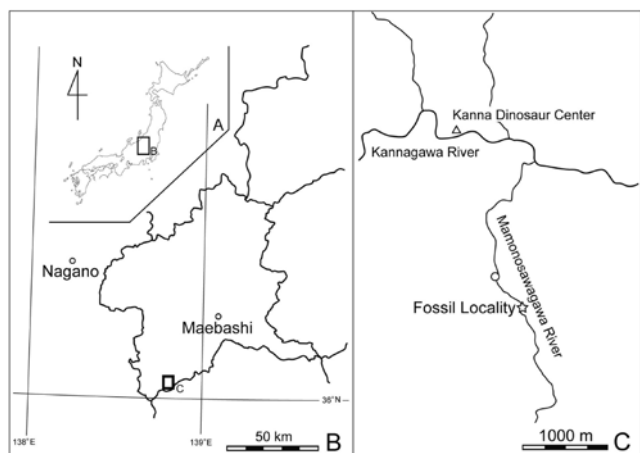 N
A
B
Nagano
Maebashi
C
36°N
138°E
139°E
50 km
B
Kanna Dinosaur Center
Kannagawa River
Mamonosawagawa River
Fossil Locality
1000 m
C